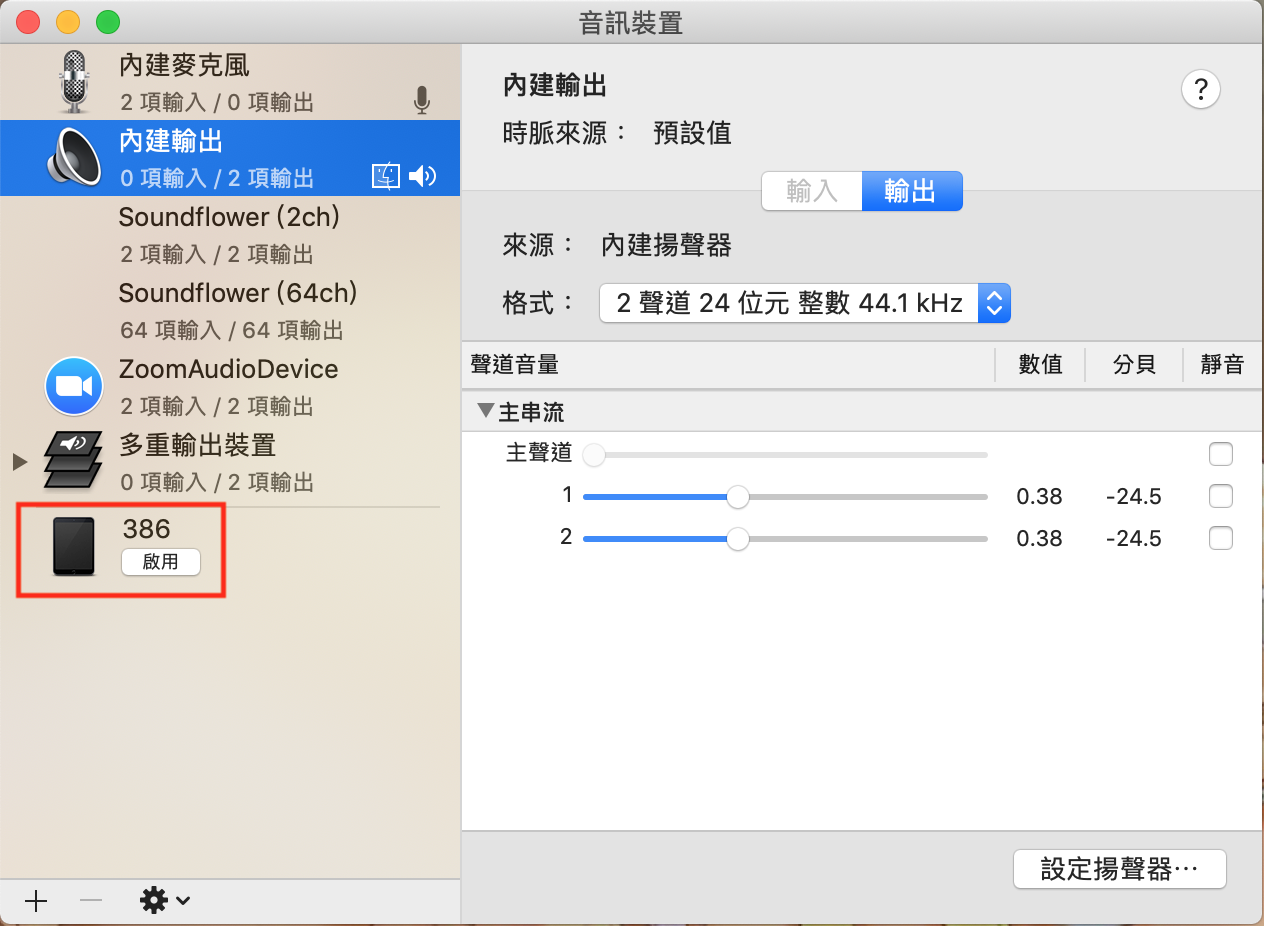 音訊裝置
內建麥克風
2 項輸入 / 0 項輸出
內建輸出
0 項輸入 / 2 項輸出
Soundflower (2ch)
2 項輸入 / 2 項輸出
Soundflower (64ch)
64 項輸入 / 64 項輸出
ZoomAudioDevice
2 項輸入 / 2 項輸出
多重輸出裝置
0 項輸入 / 2 項輸出
386
啟用
內建輸出
?
時脈來源： 預設值
輸入 輸出
來源： 內建揚聲器
格式： 2 聲道 24 位元 整數 44.1 kHz
聲道音量 數值 分貝 靜音
主串流
主聲道
1 0.38 -24.5
2 0.38 -24.5
設定揚聲器⋯